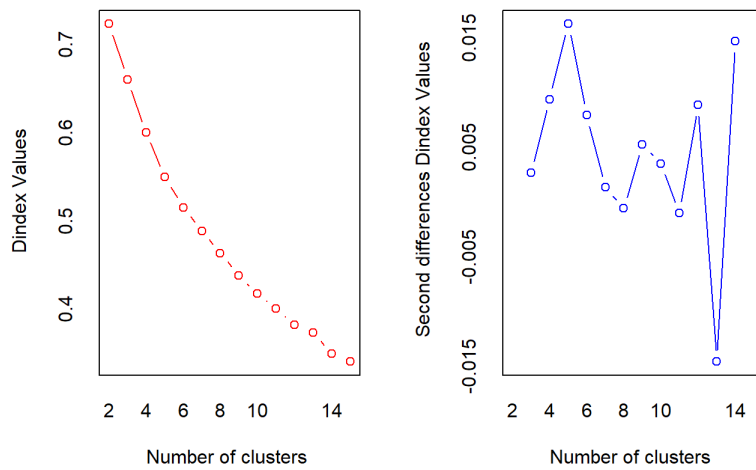 Dindex Values
0.7
0.6
0.5
0.4
2 4 6 8 10 14
Number of clusters
Second differences Dindex Values
0.015
0.005
-0.005
-0.015
2 4 6 8 10 14
Number of clusters